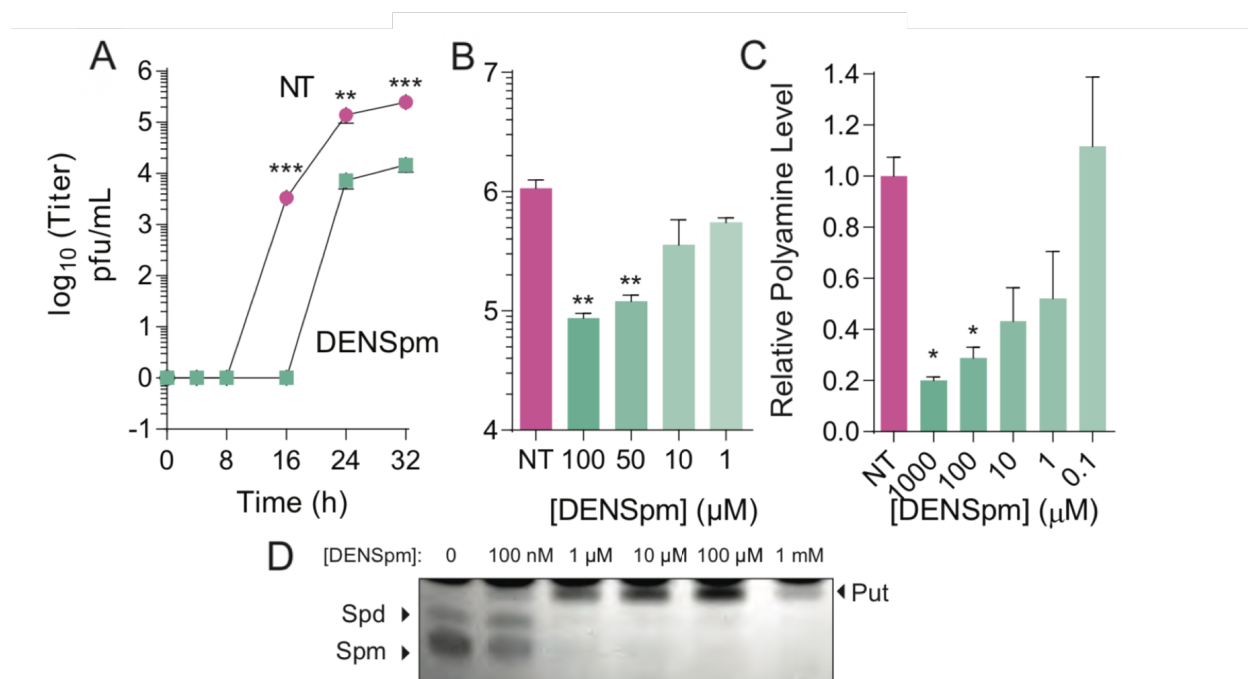 A
B
C
6
5
4
3
2
1
0
-1
NT
***
**
***
DENSpm
log10 (Titer)
pfu/mL
0 8 16 24 32
Time (h)
7
6
5
4
**
**
NT 100 50 10 1
[DENSpm] (µM)
Relative Polyamine Level
1.4
1.2
1.0
0.8
0.6
0.4
0.2
0.0
*
*
NT 1000 100 10 1 0.1
[DENSpm] (µM)
D
[DENSpm]: 0 100 nM 1 µM 10 µM 100 µM 1 mM
Put
Spd
Spm